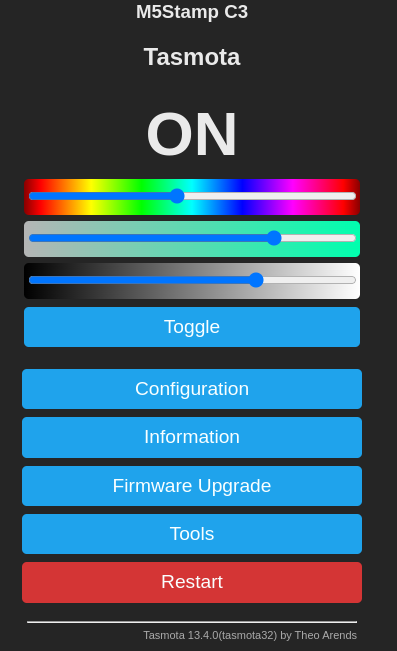 M5Stamp C3
Tasmota
ON
Toggle
Configuration
Information
Firmware Upgrade
Tools
Restart
Tasmota 13.4.0(tasmota32) by Theo Arends